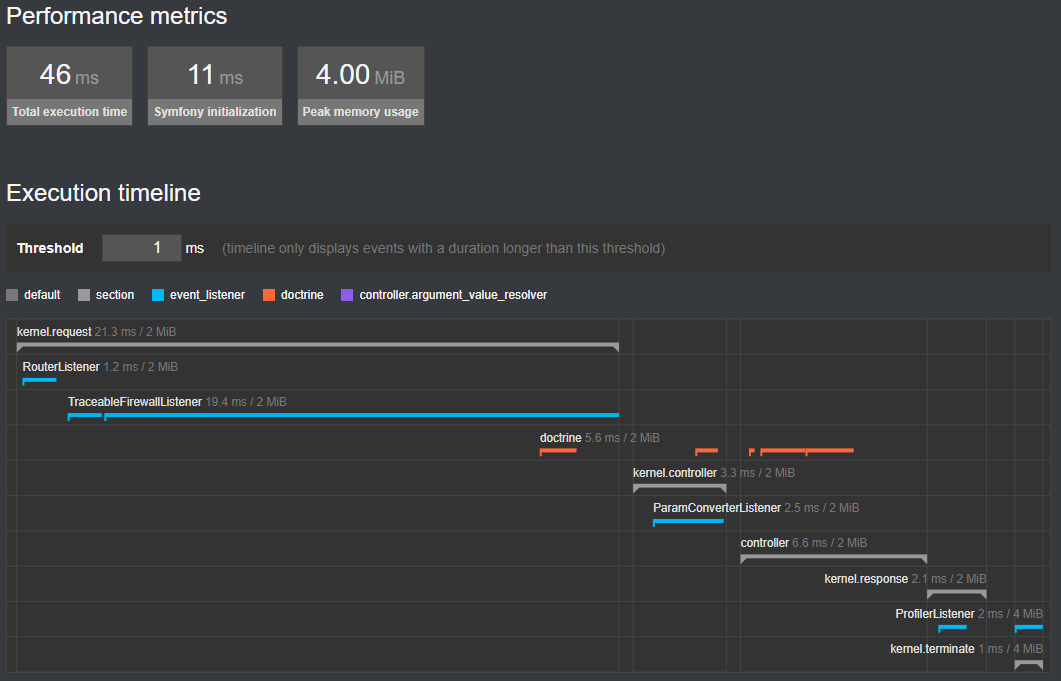 Performance metrics
46 ms 11 ms 4.00 MiB
Total execution time Symfony initialization Peak memory usage
Execution timeline
Threshold 1 ms (timeline only displays events with a duration longer than this threshold)
default section event_listener doctrine controller.argument_value_resolver
kernel.request 21.3 ms / 2 MiB
RouterListener 1.2 ms / 2 MiB
TraceableFirewallListener 19.4 ms / 2 MiB
doctrine 5.6 ms / 2 MiB
kernel.controller 3.3 ms / 2 MiB
ParamConverterListener 2.5 ms / 2 MiB
controller 6.6 ms / 2 MiB
kernel.response 2.1 ms / 2 MiB
ProfilerListener 2 ms / 4 MiB
kernel.terminate 1 ms / 4 MiB